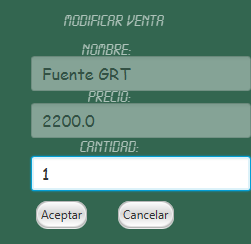 MODIFICAR VENTA
NOMBRE:
Fuente GRT
PRECIO:
2200.0
CANTIDAD:
1
Aceptar Cancelar